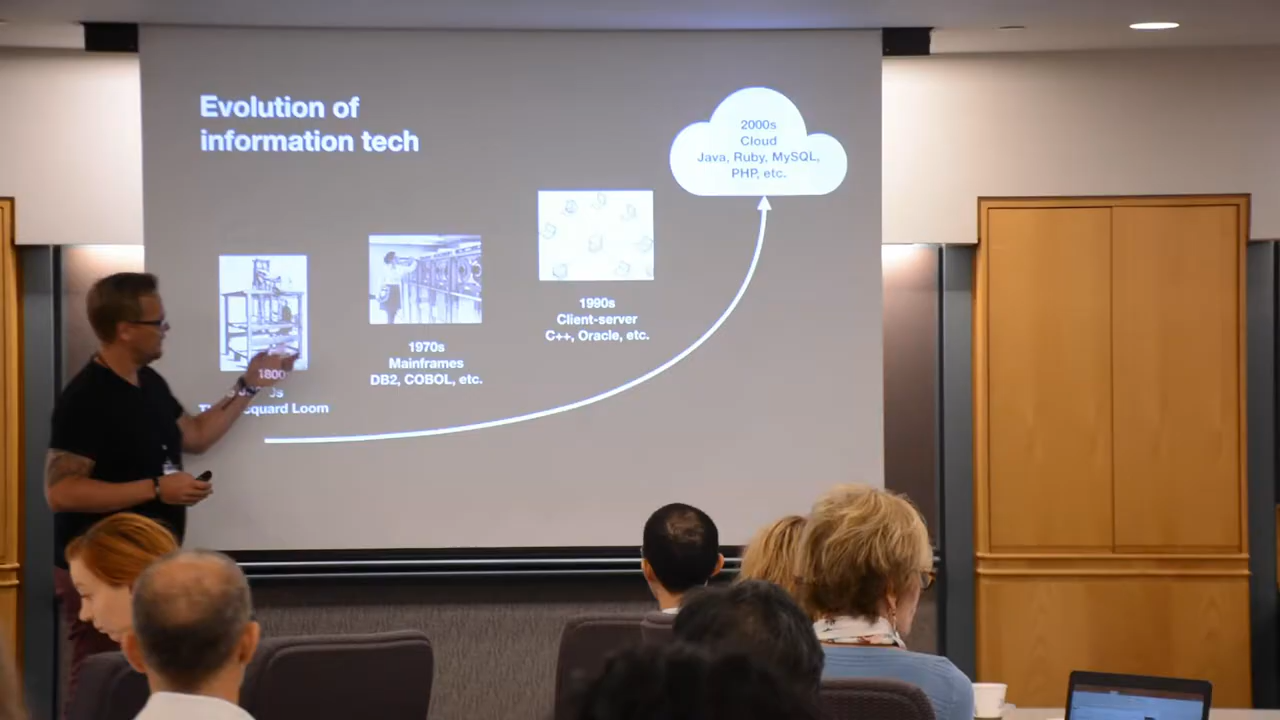 Evolution of
information tech
2000s
Cloud
Java, Ruby, MySQL,
PHP, etc.
1990s
Client-server
C++, Oracle, etc.
1970s
Mainframes
DB2, COBOL, etc.
1800
Loom